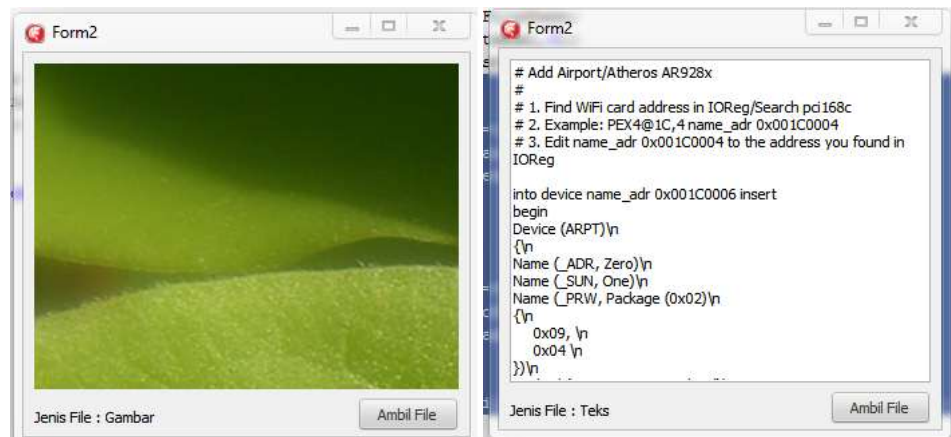 Form2
Jenis File : Gambar
Ambil File
Form2
# Add Airport/Atheros AR928x
#
# 1. Find WiFi card address in IOReg/Search pci168c
# 2. Example: PEX4@1C,4 name_adr 0x001C0004
# 3. Edit name_adr 0x001C0004 to the address you found in
IOReg
into device name_adr 0x001C0006 insert
begin
Device (ARPT)\n
{\n
Name (_ADR, Zero)\n
Name (_SUN, One)\n
Name (_PRW, Package (0x02)\n
{\n
0x09, \n
0x04 \n
})\n
Jenis File : Teks
Ambil File